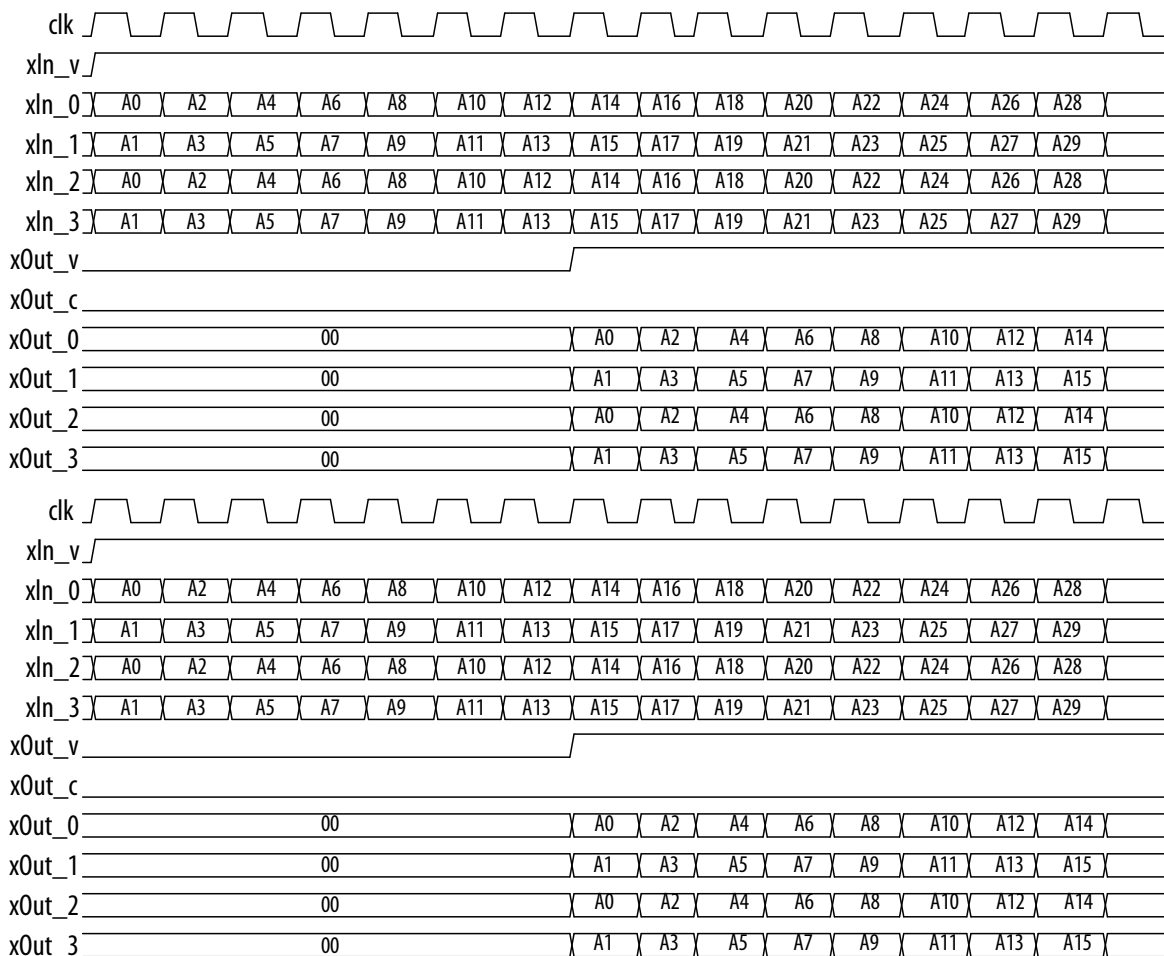 clk
xIn_v
xIn_0 A0 A2 A4 A6 A8 A10 A12 A14 A16 A18 A20 A22 A24 A26 A28
xIn_1 A1 A3 A5 A7 A9 A11 A13 A15 A17 A19 A21 A23 A25 A27 A29
xIn_2 A0 A2 A4 A6 A8 A10 A12 A14 A16 A18 A20 A22 A24 A26 A28
xIn_3 A1 A3 A5 A7 A9 A11 A13 A15 A17 A19 A21 A23 A25 A27 A29
xOut_v
xOut_c
xOut_0 00 A0 A2 A4 A6 A8 A10 A12 A14
xOut_1 00 A1 A3 A5 A7 A9 A11 A13 A15
xOut_2 00 A0 A2 A4 A6 A8 A10 A12 A14
xOut_3 00 A1 A3 A5 A7 A9 A11 A13 A15
clk
xIn_v
xIn_0 A0 A2 A4 A6 A8 A10 A12 A14 A16 A18 A20 A22 A24 A26 A28
xIn_1 A1 A3 A5 A7 A9 A11 A13 A15 A17 A19 A21 A23 A25 A27 A29
xIn_2 A0 A2 A4 A6 A8 A10 A12 A14 A16 A18 A20 A22 A24 A26 A28
xIn_3 A1 A3 A5 A7 A9 A11 A13 A15 A17 A19 A21 A23 A25 A27 A29
xOut_v
xOut_c
xOut_0 00 A0 A2 A4 A6 A8 A10 A12 A14
xOut_1 00 A1 A3 A5 A7 A9 A11 A13 A15
xOut_2 00 A0 A2 A4 A6 A8 A10 A12 A14
xOut_3 00 A1 A3 A5 A7 A9 A11 A13 A15